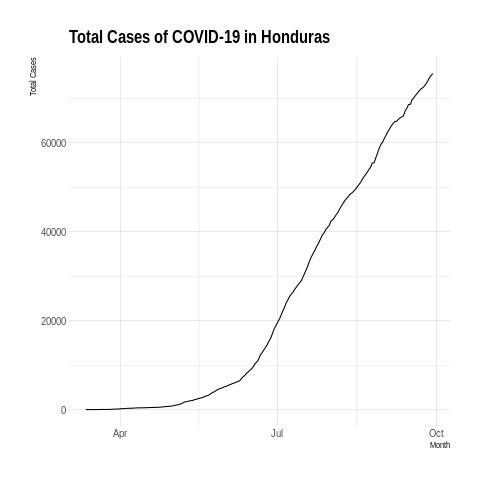 Total Cases of COVID-19 in Honduras
Total Cases
60000
40000
20000
0
Apr Jul Oct
Month